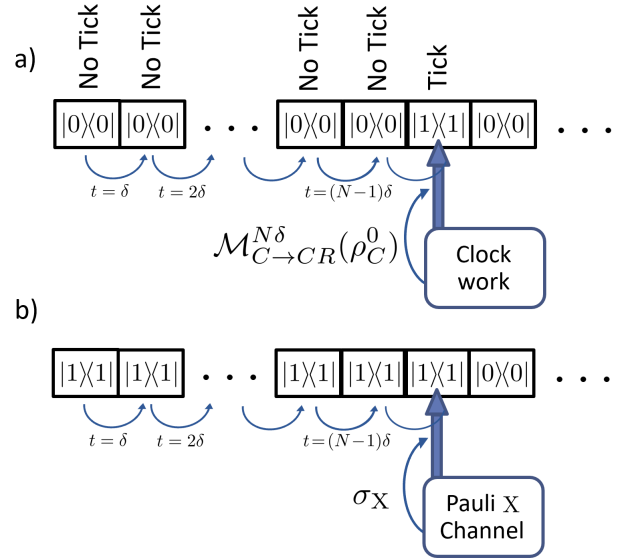 No Tick No Tick No Tick No Tick Tick
a)
|0⟩⟨0| |0⟩⟨0| · · · |0⟩⟨0| |0⟩⟨0| |1⟩⟨1| |0⟩⟨0| · · ·
t = δ t = 2δ t=(N−1)δ
ℳ^{Nδ}_{C→CR}(ρ^0_C)
Clock
work
b)
|1⟩⟨1| |1⟩⟨1| · · · |1⟩⟨1| |1⟩⟨1| |1⟩⟨1| |0⟩⟨0| · · ·
t = δ t = 2δ t=(N−1)δ
σ_X
Pauli X
Channel